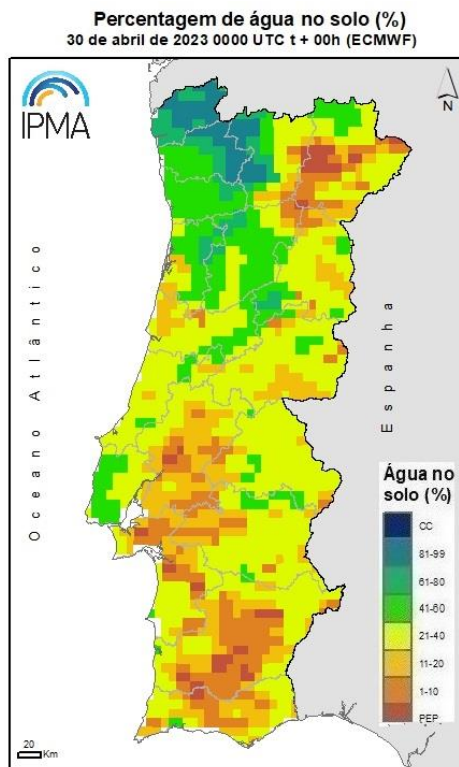 Percentagem de água no solo (%)
30 de abril de 2023 0000 UTC t + 00h (ECMWF)
IPMA
N
Oceano Atlântico
Espanha
Água no
solo (%)
CC
81-99
61-80
41-60
21-40
11-20
1-10
PEP
20
Km